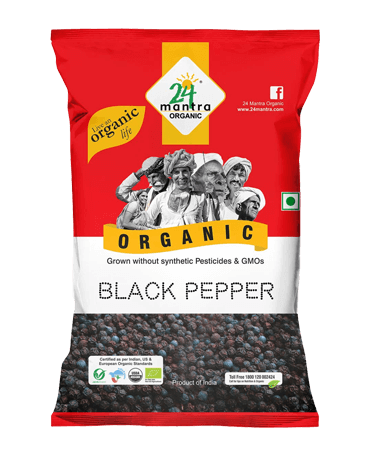 24
mantra
ORGANIC
Live an
organic
life
24 Mantra Organic
www.24mantra.com
ORGANIC
Grown without synthetic Pesticides & GMOs
BLACK PEPPER
Certified as per Indian, US &
European Organic Standards
Product of India
Toll Free 1800 120 002424